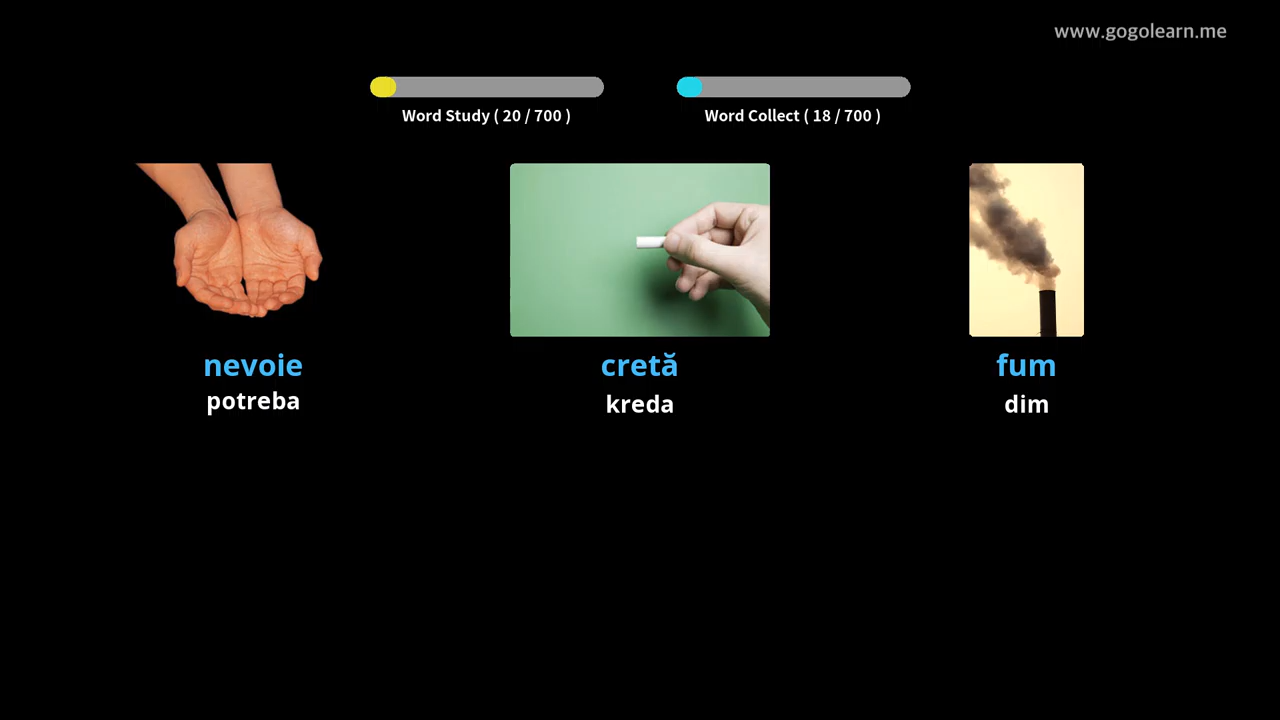 www.gogolearn.me
Word Study ( 20 / 700 )
Word Collect ( 18 / 700 )
nevoie
potreba
cretă
kreda
fum
dim